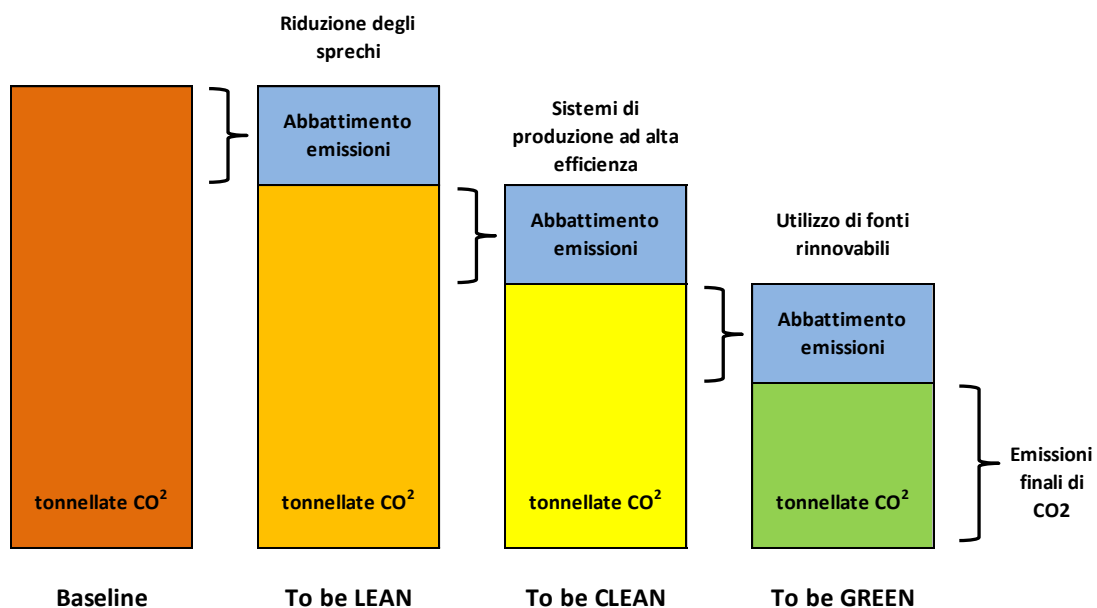 Riduzione degli
sprechi
Abbattimento
emissioni
Sistemi di
produzione ad alta
efficienza
Abbattimento
emissioni
Utilizzo di fonti
rinnovabili
Abbattimento
emissioni
tonnellate CO²
tonnellate CO²
tonnellate CO²
tonnellate CO²
Emissioni
finali di
CO2
Baseline
To be LEAN
To be CLEAN
To be GREEN